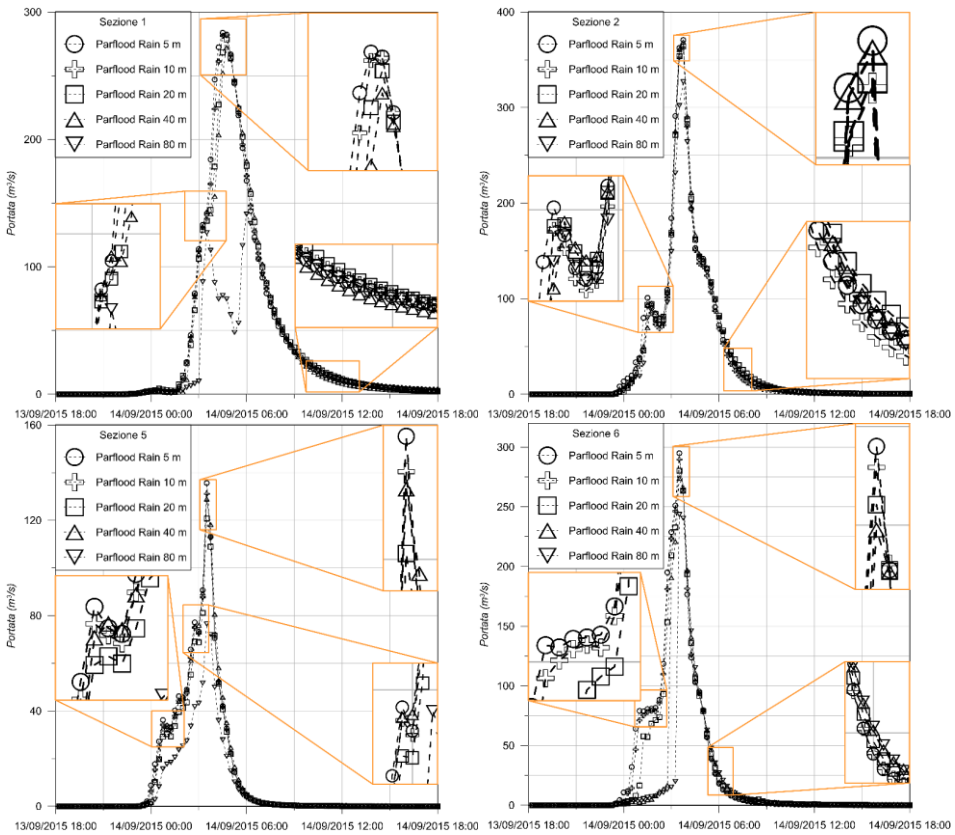 Sezione 1
Parflood Rain 5 m
Parflood Rain 10 m
Parflood Rain 20 m
Parflood Rain 40 m
Parflood Rain 80 m
Portata (m³/s)
300
200
100
0
13/09/2015 18:00
14/09/2015 00:00
14/09/2015 06:00
14/09/2015 12:00
14/09/2015 18:00
Sezione 2
Parflood Rain 5 m
Parflood Rain 10 m
Parflood Rain 20 m
Parflood Rain 40 m
Parflood Rain 80 m
Portata (m³/s)
400
300
200
100
0
13/09/2015 18:00
14/09/2015 00:00
14/09/2015 06:00
14/09/2015 12:00
14/09/2015 18:00
Sezione 5
Parflood Rain 5 m
Parflood Rain 10 m
Parflood Rain 20 m
Parflood Rain 40 m
Parflood Rain 80 m
Portata (m³/s)
160
120
80
40
0
13/09/2015 18:00
14/09/2015 00:00
14/09/2015 06:00
14/09/2015 12:00
14/09/2015 18:00
Sezione 6
Parflood Rain 5 m
Parflood Rain 10 m
Parflood Rain 20 m
Parflood Rain 40 m
Parflood Rain 80 m
Portata (m³/s)
300
250
200
150
100
50
0
13/09/2015 18:00
14/09/2015 00:00
14/09/2015 06:00
14/09/2015 12:00
14/09/2015 18:00